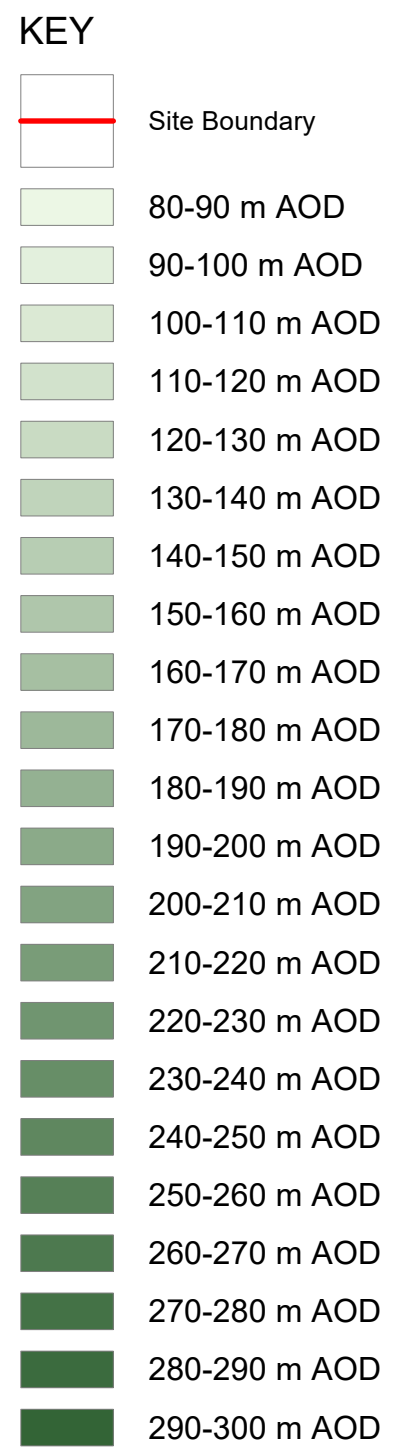 KEY
Site Boundary
80-90 m AOD
90-100 m AOD
100-110 m AOD
110-120 m AOD
120-130 m AOD
130-140 m AOD
140-150 m AOD
150-160 m AOD
160-170 m AOD
170-180 m AOD
180-190 m AOD
190-200 m AOD
200-210 m AOD
210-220 m AOD
220-230 m AOD
230-240 m AOD
240-250 m AOD
250-260 m AOD
260-270 m AOD
270-280 m AOD
280-290 m AOD
290-300 m AOD